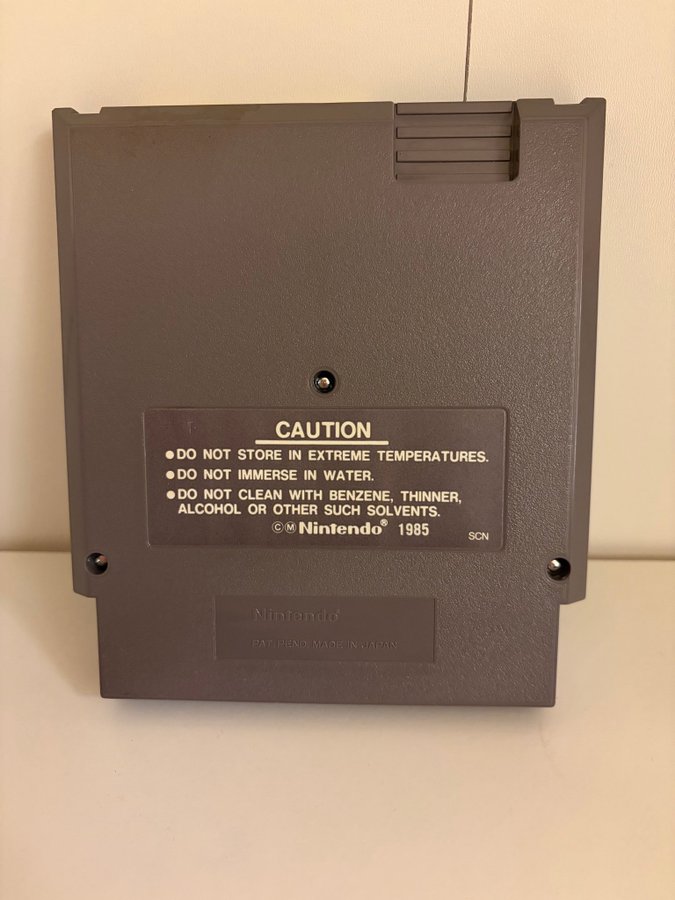 CAUTION
●DO NOT STORE IN EXTREME TEMPERATURES.
●DO NOT IMMERSE IN WATER.
●DO NOT CLEAN WITH BENZENE, THINNER,
ALCOHOL OR OTHER SUCH SOLVENTS.
ⒸⓂNintendo® 1985
SCN
Nintendo®
PAT. PEND. MADE IN JAPAN